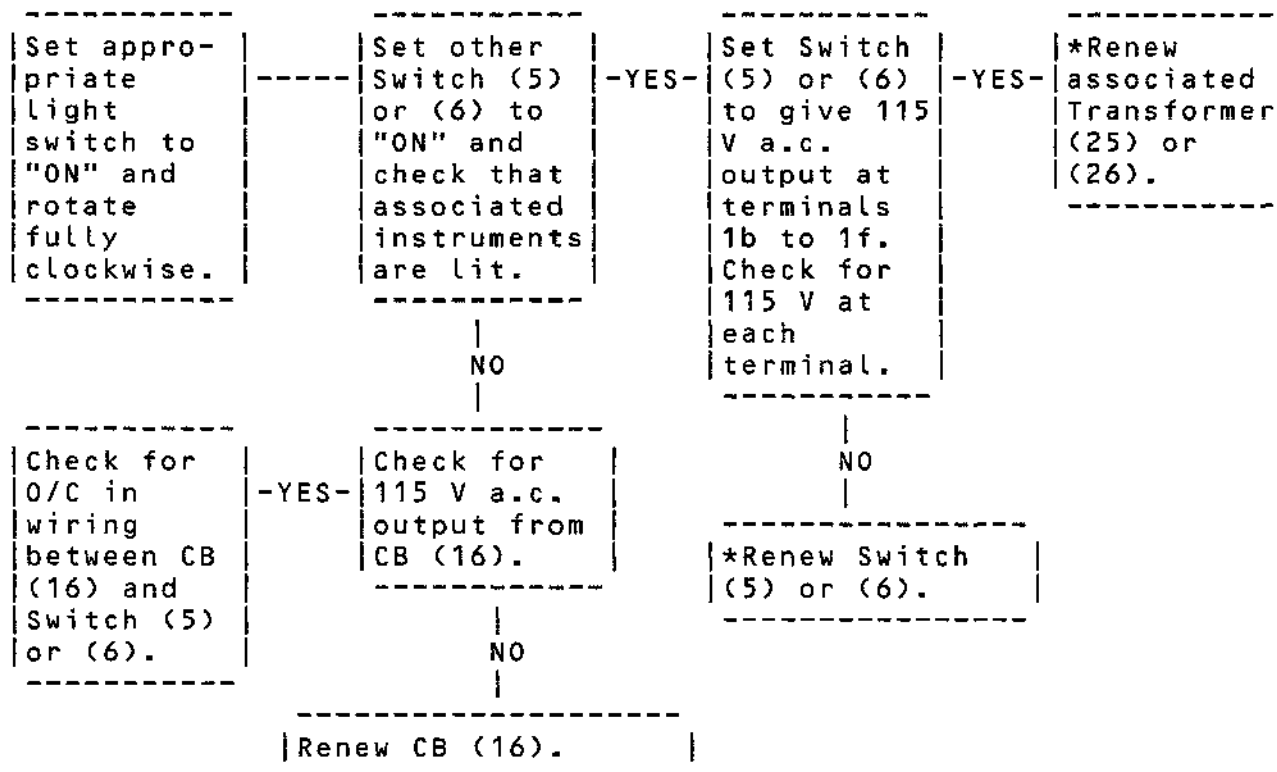 Set appro-
priate
light
switch to
"ON" and
rotate
fully
clockwise.
Set other
Switch (5)
or (6) to
"ON" and
check that
associated
instruments
are lit.
-YES-
Set Switch
(5) or (6)
to give 115
V a.c.
output at
terminals
1b to 1f.
Check for
115 V at
each
terminal.
-YES-
*Renew
associated
Transformer
(25) or
(26).
NO
NO
Check for
O/C in
wiring
between CB
(16) and
Switch (5)
or (6).
-YES-
Check for
115 V a.c.
output from
CB (16).
*Renew Switch
(5) or (6).
NO
Renew CB (16).